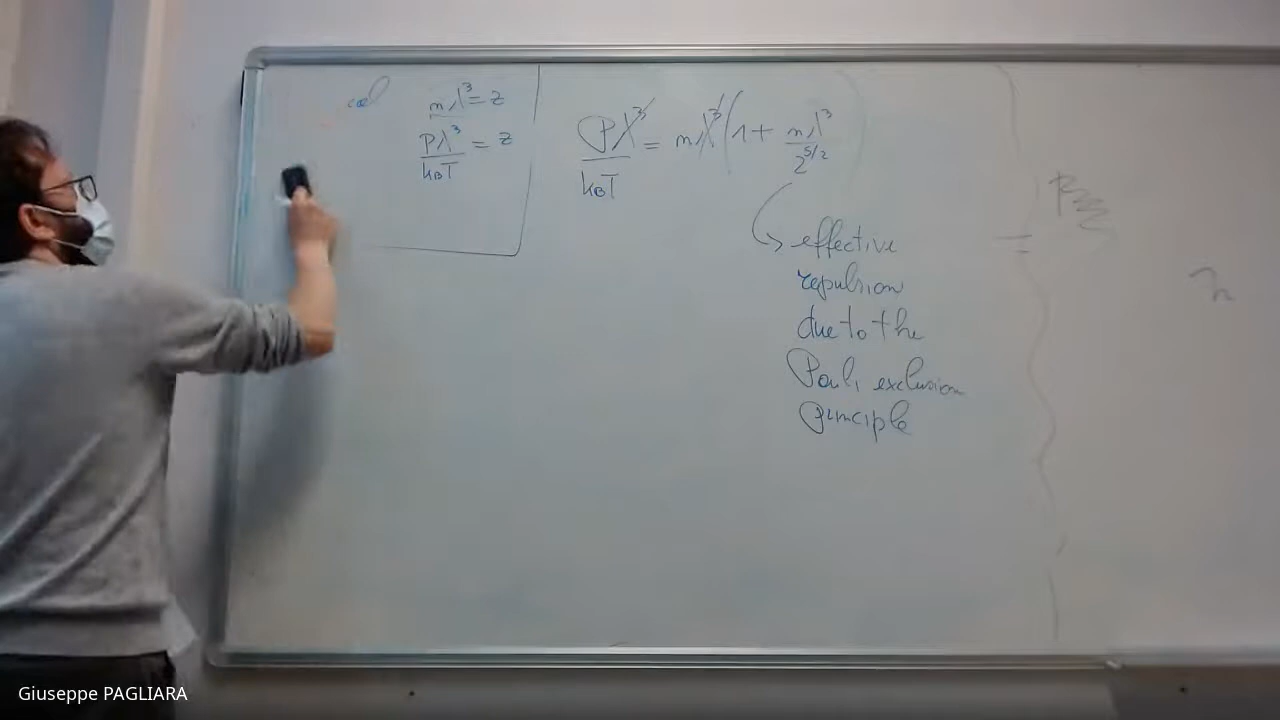 nλ³ = z
Pλ³ / k_BT = z
Pλ³ / k_BT = nλ³ (1 + nλ³ / 2^{5/2}
effective
repulsion
due to the
Pauli exclusion
principle
Giuseppe PAGLIARA